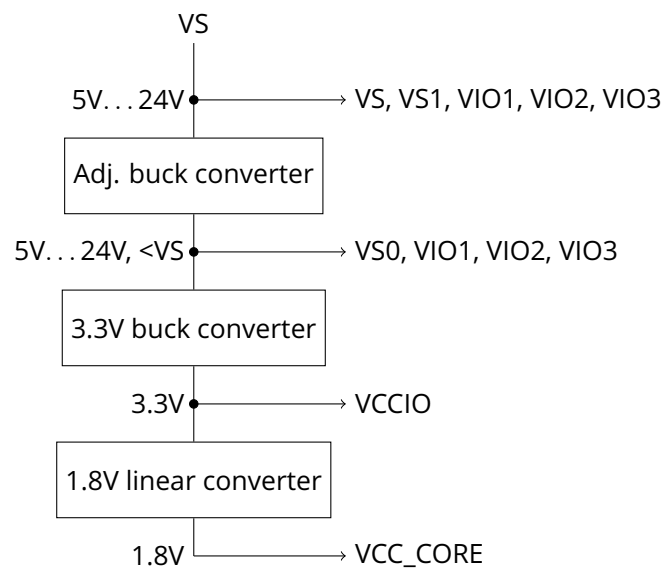 VS
5V...24V VS, VS1, VIO1, VIO2, VIO3
Adj. buck converter
5V...24V, <VS VS0, VIO1, VIO2, VIO3
3.3V buck converter
3.3V VCCIO
1.8V linear converter
1.8V VCC_CORE